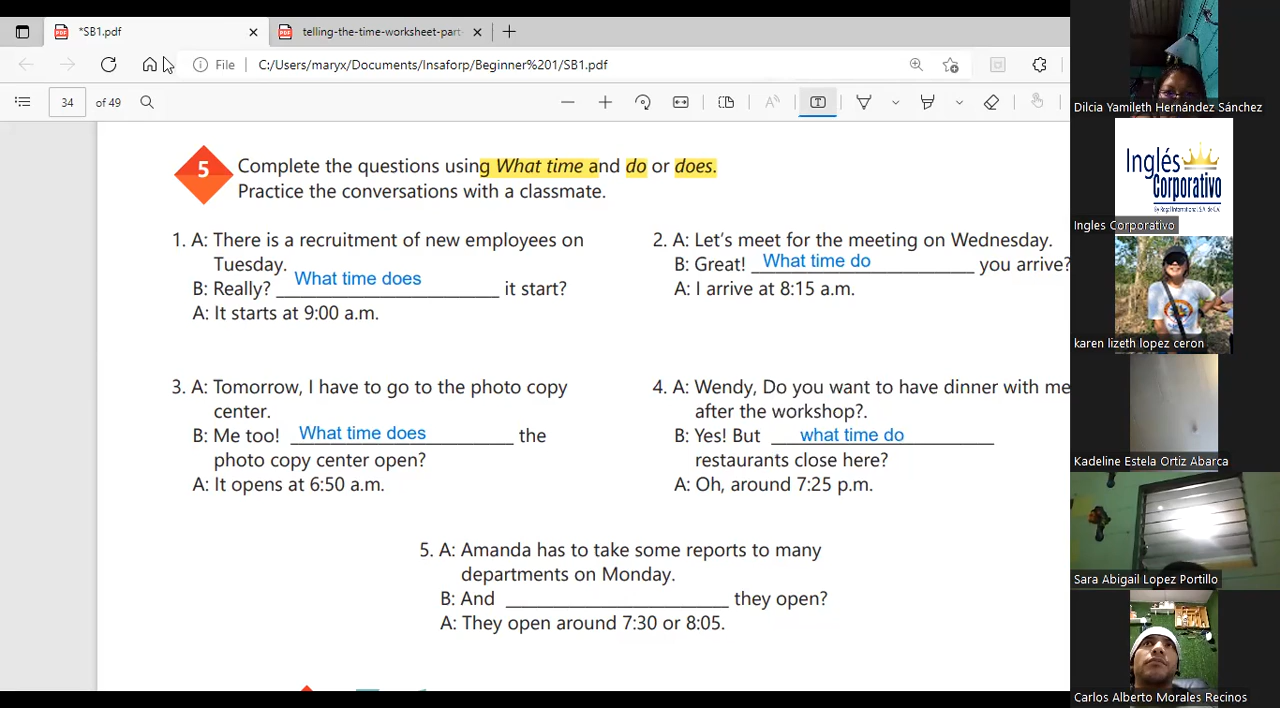 *SB1.pdf
telling-the-time-worksheet-part-
File
C:/Users/maryx/Documents/Insaforp/Beginner%201/SB1.pdf
34 of 49
5 Complete the questions using What time and do or does.
Practice the conversations with a classmate.
1. A: There is a recruitment of new employees on
Tuesday.
B: Really? What time does it start?
A: It starts at 9:00 a.m.
2. A: Let's meet for the meeting on Wednesday.
B: Great! What time do you arrive?
A: I arrive at 8:15 a.m.
3. A: Tomorrow, I have to go to the photo copy
center.
B: Me too! What time does the
photo copy center open?
A: It opens at 6:50 a.m.
4. A: Wendy, Do you want to have dinner with me
after the workshop?.
B: Yes! But what time do
restaurants close here?
A: Oh, around 7:25 p.m.
5. A: Amanda has to take some reports to many
departments on Monday.
B: And ________________________ they open?
A: They open around 7:30 or 8:05.
Dilcia Yamileth Hernández Sánchez
Inglés
Corporativo
Ingles Corporativo
karen lizeth lopez ceron
Kadeline Estela Ortiz Abarca
Sara Abigail Lopez Portillo
Carlos Alberto Morales Recinos